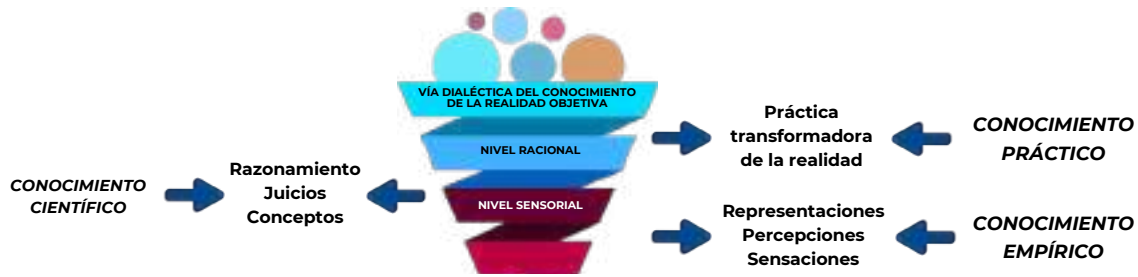 VÍA DIALÉCTICA DEL CONOCIMIENTO
DE LA REALIDAD OBJETIVA
NIVEL RACIONAL
NIVEL SENSORIAL
CONOCIMIENTO
CIENTÍFICO
Razonamiento
Juicios
Conceptos
Práctica
transformadora
de la realidad
CONOCIMIENTO
PRÁCTICO
Representaciones
Percepciones
Sensaciones
CONOCIMIENTO
EMPÍRICO